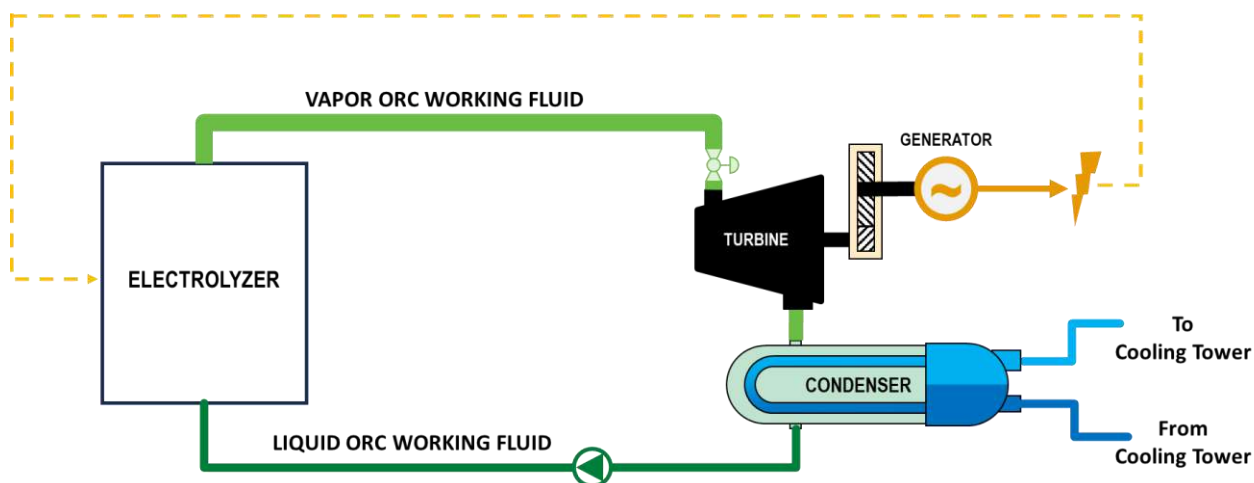 VAPOR ORC WORKING FLUID
GENERATOR
~
TURBINE
ELECTROLYZER
To
Cooling Tower
CONDENSER
LIQUID ORC WORKING FLUID
From
Cooling Tower